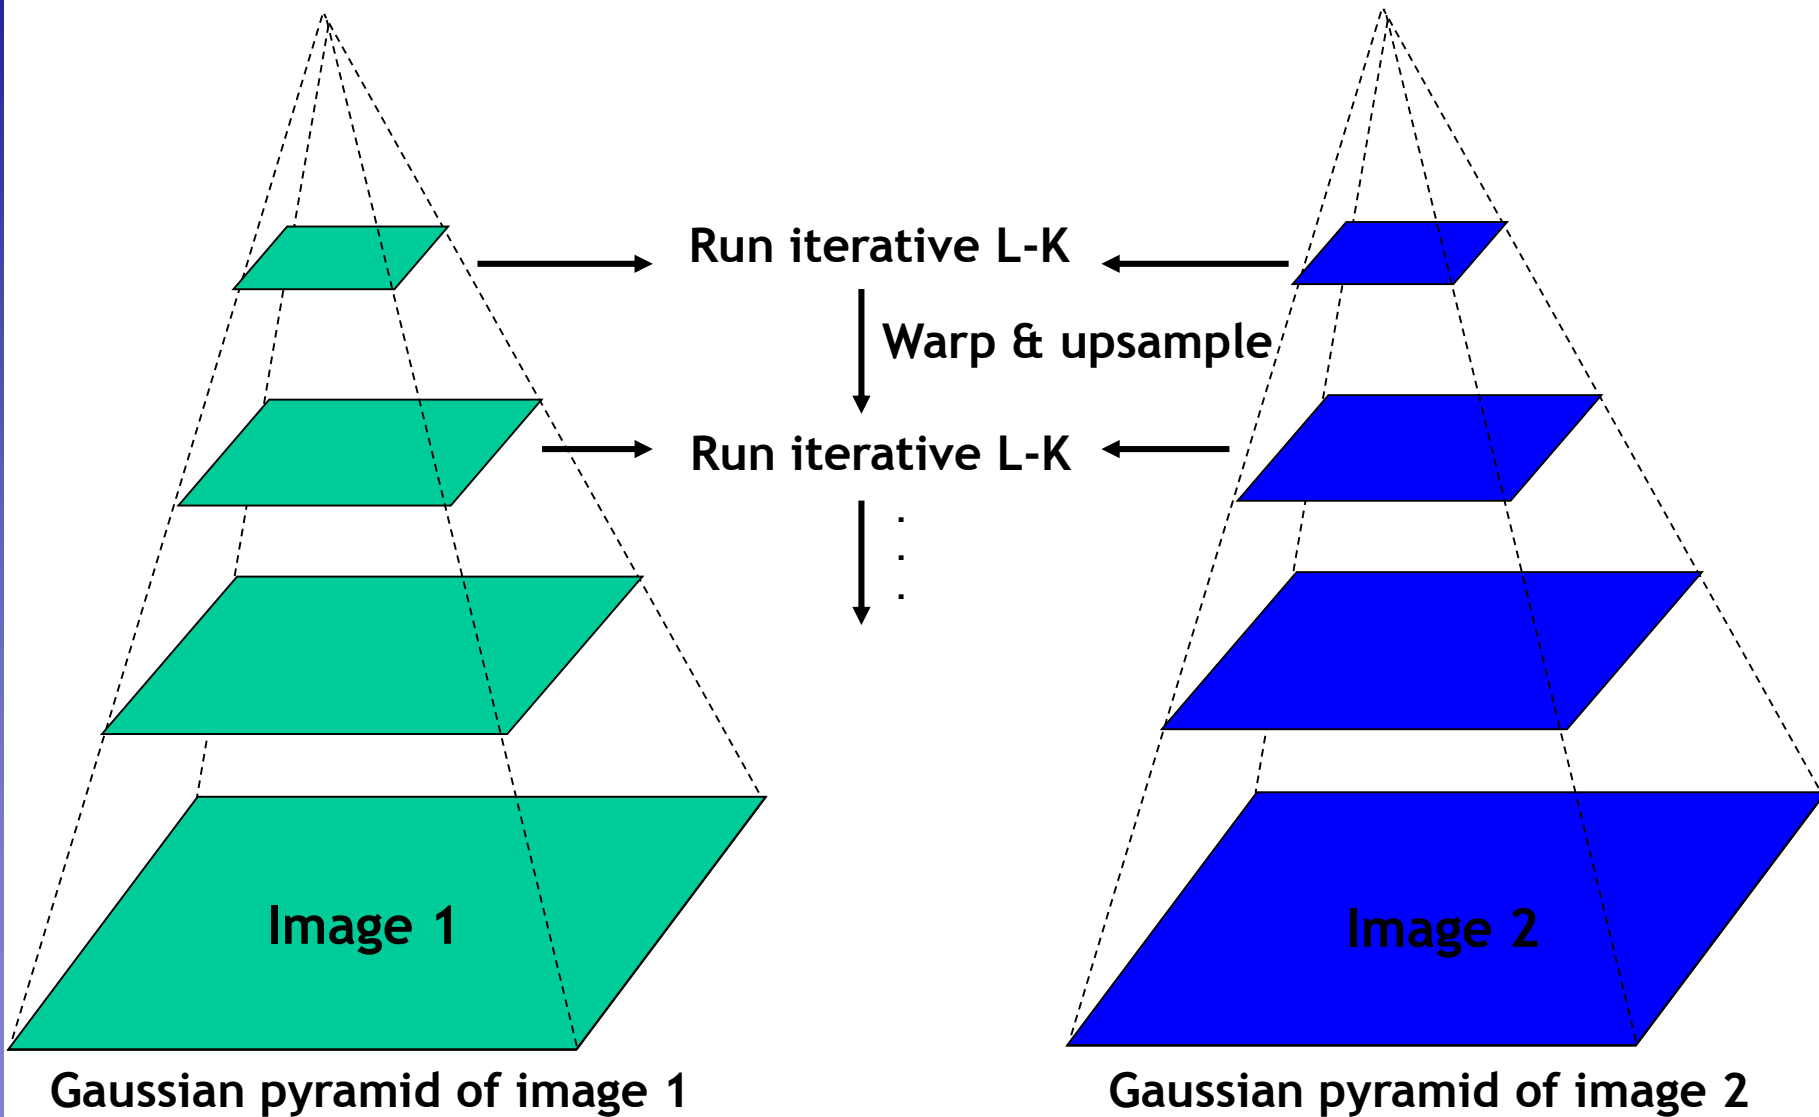 Run iterative L-K
Warp & upsample
Run iterative L-K
.
.
.
Image 1
Image 2
Gaussian pyramid of image 1
Gaussian pyramid of image 2